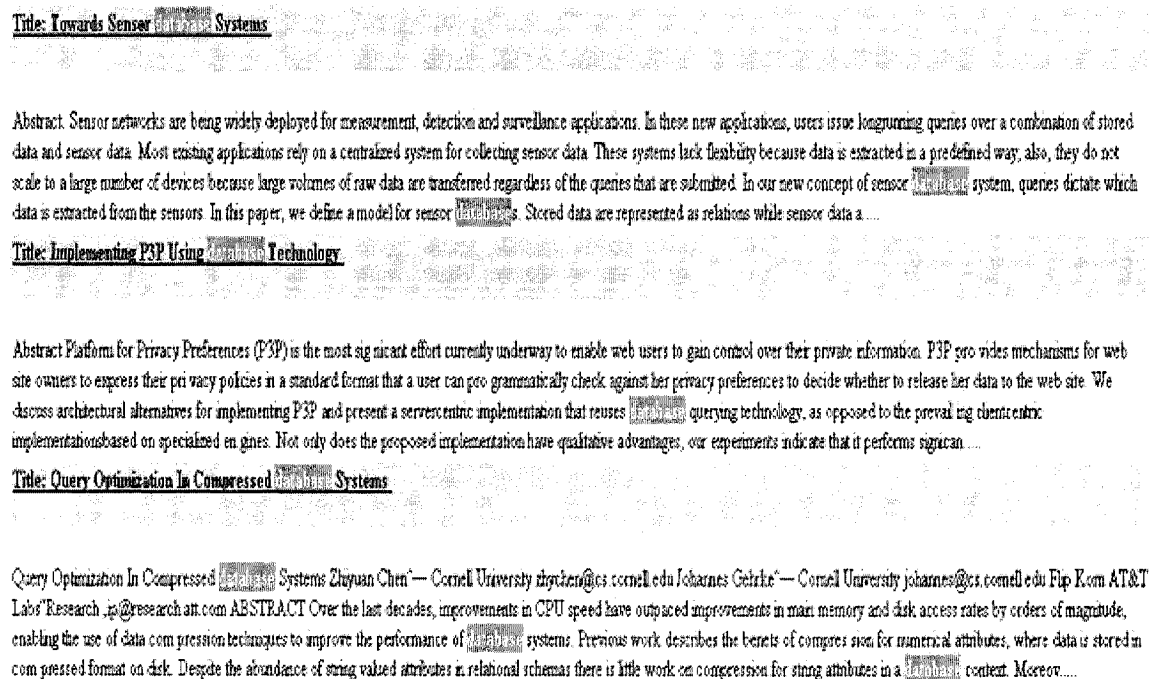 Title: Towards Sensor database Systems
Abstract. Sensor networks are being widely deployed for measurement, detection and surveillance applications. In these new applications, users issue longrunning queries over a combination of stored
data and sensor data. Most existing applications rely on a centralized system for collecting sensor data. These systems lack flexibility because data is extracted in a predefined way; also, they do not
scale to a large number of devices because large volumes of raw data are transferred regardless of the queries that are submitted. In our new concept of sensor database system, queries dictate which
data is extracted from the sensors. In this paper, we define a model for sensor databases. Stored data are represented as relations while sensor data a.....
Title: Implementing P3P Using database Technology
Abstract Platform for Privacy Preferences (P3P) is the most sig nicant effort currently underway to enable web users to gain control over their private information. P3P pro vides mechanisms for web
site owners to express their pri vacy policies in a standard format that a user can pro grammatically check against her privacy preferences to decide whether to release her data to the web site. We
discuss architectural alternatives for implementing P3P and present a servercentric implementation that reuses database querying technology, as opposed to the prevail ing clientcentric
implementationsbased on specialized en gines. Not only does the proposed implementation have qualitative advantages, our experiments indicate that it performs signican.....
Title: Query Optimization In Compressed database Systems
Query Optimization In Compressed database Systems Zhiyuan Chen^— Cornell University zhychen@cs.cornell.edu Johannes Gehrke^— Cornell University johannes@cs.cornell.edu Flip Korn AT&T
Labs^Research ,ip@research.att.com ABSTRACT Over the last decades, improvements in CPU speed have outpaced improvements in main memory and disk access rates by orders of magnitude,
enabling the use of data com pression techniques to improve the performance of database systems. Previous work describes the benets of compres sion for numerical attributes, where data is stored in
com pressed format on disk. Despite the abundance of string valued attributes in relational schemas there is little work on compression for string attributes in a database context. Moreov.....